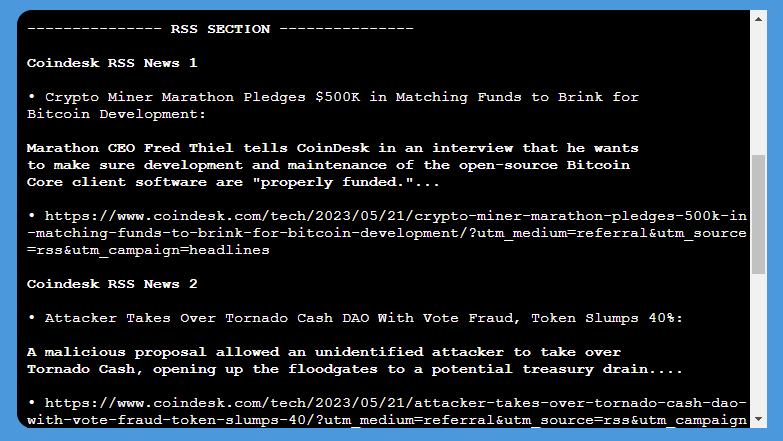 --------------- RSS SECTION ---------------
Coindesk RSS News 1
• Crypto Miner Marathon Pledges $500K in Matching Funds to Brink for
Bitcoin Development:
Marathon CEO Fred Thiel tells CoinDesk in an interview that he wants
to make sure development and maintenance of the open-source Bitcoin
Core client software are "properly funded."...
• https://www.coindesk.com/tech/2023/05/21/crypto-miner-marathon-pledges-500k-in
-matching-funds-to-brink-for-bitcoin-development/?utm_medium=referral&utm_source
=rss&utm_campaign=headlines
Coindesk RSS News 2
• Attacker Takes Over Tornado Cash DAO With Vote Fraud, Token Slumps 40%:
A malicious proposal allowed an unidentified attacker to take over
Tornado Cash, opening up the floodgates to a potential treasury drain....
• https://www.coindesk.com/tech/2023/05/21/attacker-takes-over-tornado-cash-dao-
with-vote-fraud-token-slumps-40/?utm_medium=referral&utm_source=rss&utm_campaign